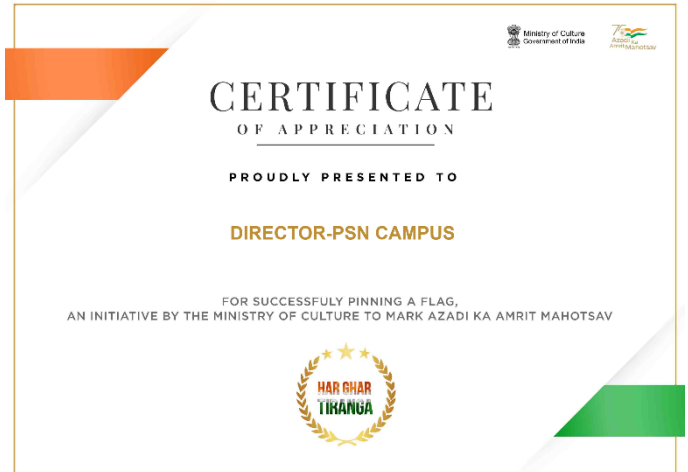 Ministry of Culture
Government of India
Azadi Ka
Amrit Mahotsav
CERTIFICATE
OF APPRECIATION
PROUDLY PRESENTED TO
DIRECTOR-PSN CAMPUS
FOR SUCCESSFULY PINNING A FLAG,
AN INITIATIVE BY THE MINISTRY OF CULTURE TO MARK AZADI KA AMRIT MAHOTSAV
HAR GHAR
TIRANGA